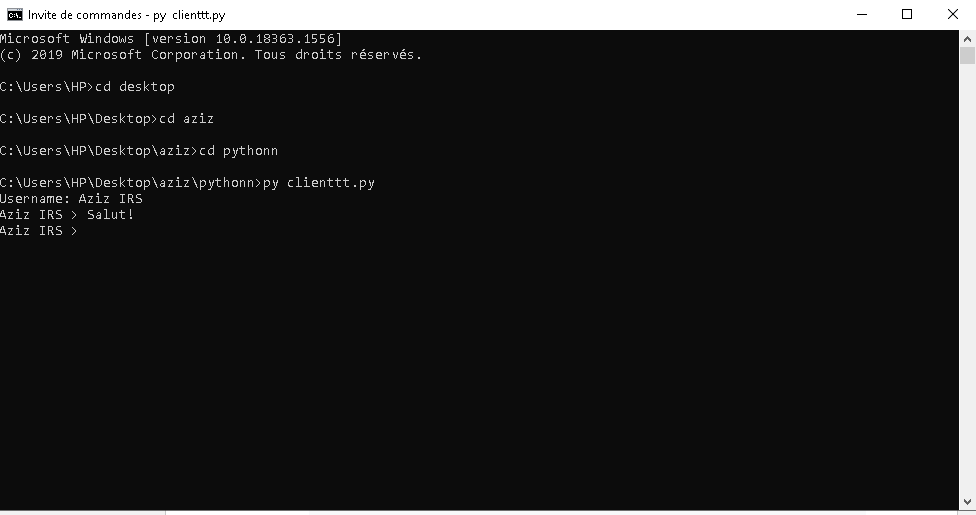 Invite de commandes - py  clienttt.py
Microsoft Windows [version 10.0.18363.1556]
(c) 2019 Microsoft Corporation. Tous droits réservés.
C:\Users\HP>cd desktop
C:\Users\HP\Desktop>cd aziz
C:\Users\HP\Desktop\aziz>cd pythonn
C:\Users\HP\Desktop\aziz\pythonn>py clienttt.py
Username: Aziz IRS
Aziz IRS > Salut!
Aziz IRS >